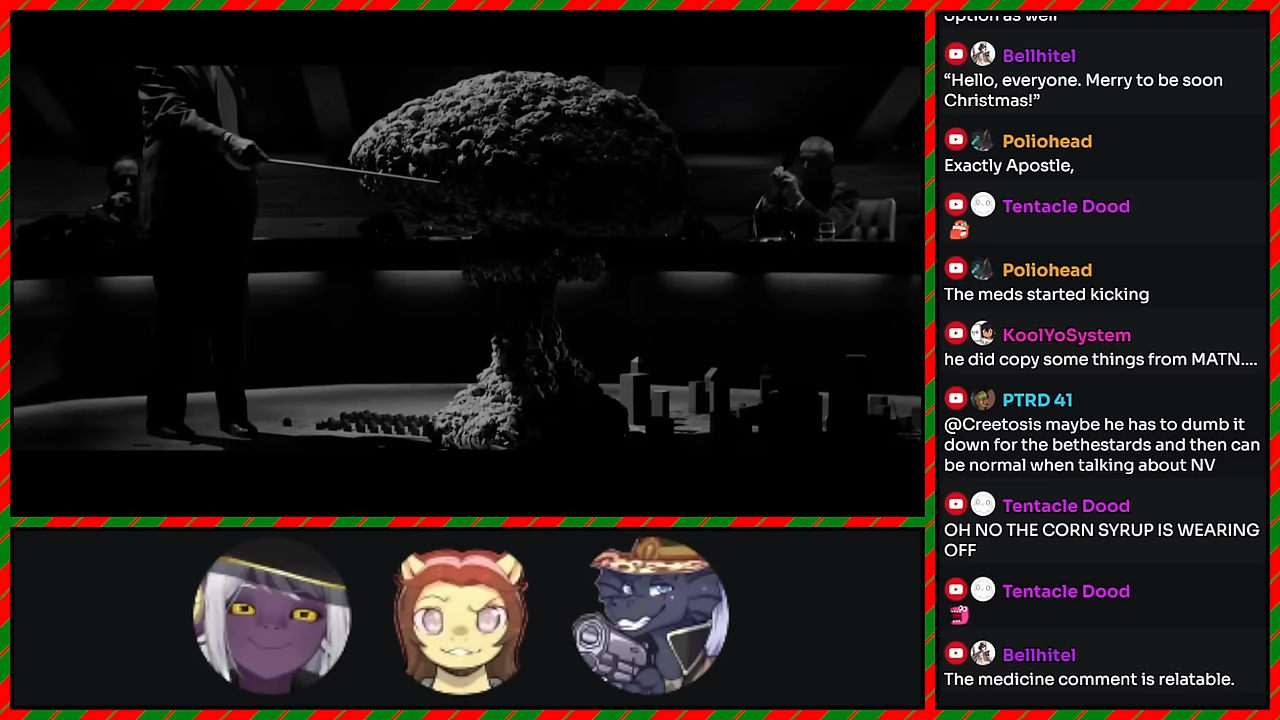 option as well
Bellhitel
“Hello, everyone. Merry to be soon
Christmas!”
Poliohead
Exactly Apostle,
Tentacle Dood
Poliohead
The meds started kicking
KoolYoSystem
he did copy some things from MATN....
PTRD 41
@Creetosis maybe he has to dumb it
down for the bethestards and then can
be normal when talking about NV
Tentacle Dood
OH NO THE CORN SYRUP IS WEARING
OFF
Tentacle Dood
Bellhitel
The medicine comment is relatable.